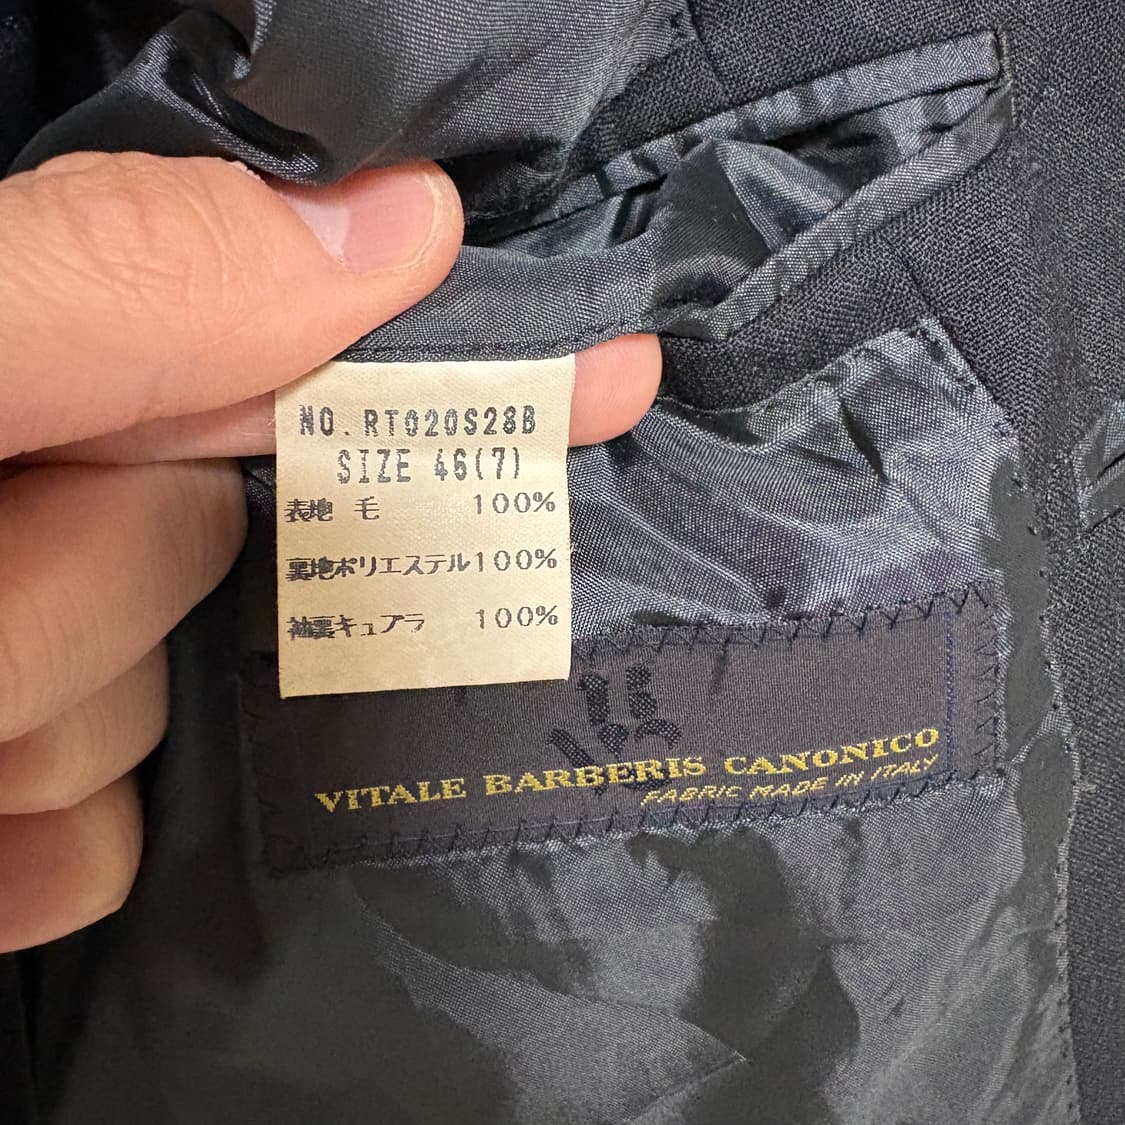 NO.RT020S28B
SIZE 46(7)
表地 毛 100%
裏地ポリエステル100%
袖裏キュプラ 100%
VITALE BARBERIS CANONICO
FABRIC MADE IN ITALY